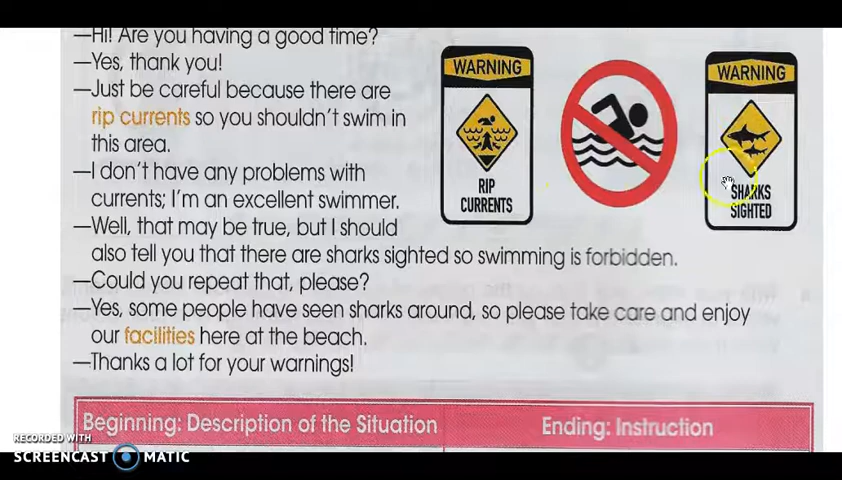 —Hi! Are you having a good time?
—Yes, thank you!
—Just be careful because there are
rip currents so you shouldn't swim in
this area.
—I don't have any problems with
currents; I'm an excellent swimmer.
—Well, that may be true, but I should
also tell you that there are sharks sighted so swimming is forbidden.
—Could you repeat that, please?
—Yes, some people have seen sharks around, so please take care and enjoy
our facilities here at the beach.
—Thanks a lot for your warnings!
WARNING
RIP
CURRENTS
WARNING
SHARKS
SIGHTED
Beginning: Description of the Situation
Ending: Instruction
RECORDED WITH
SCREENCAST MATIC